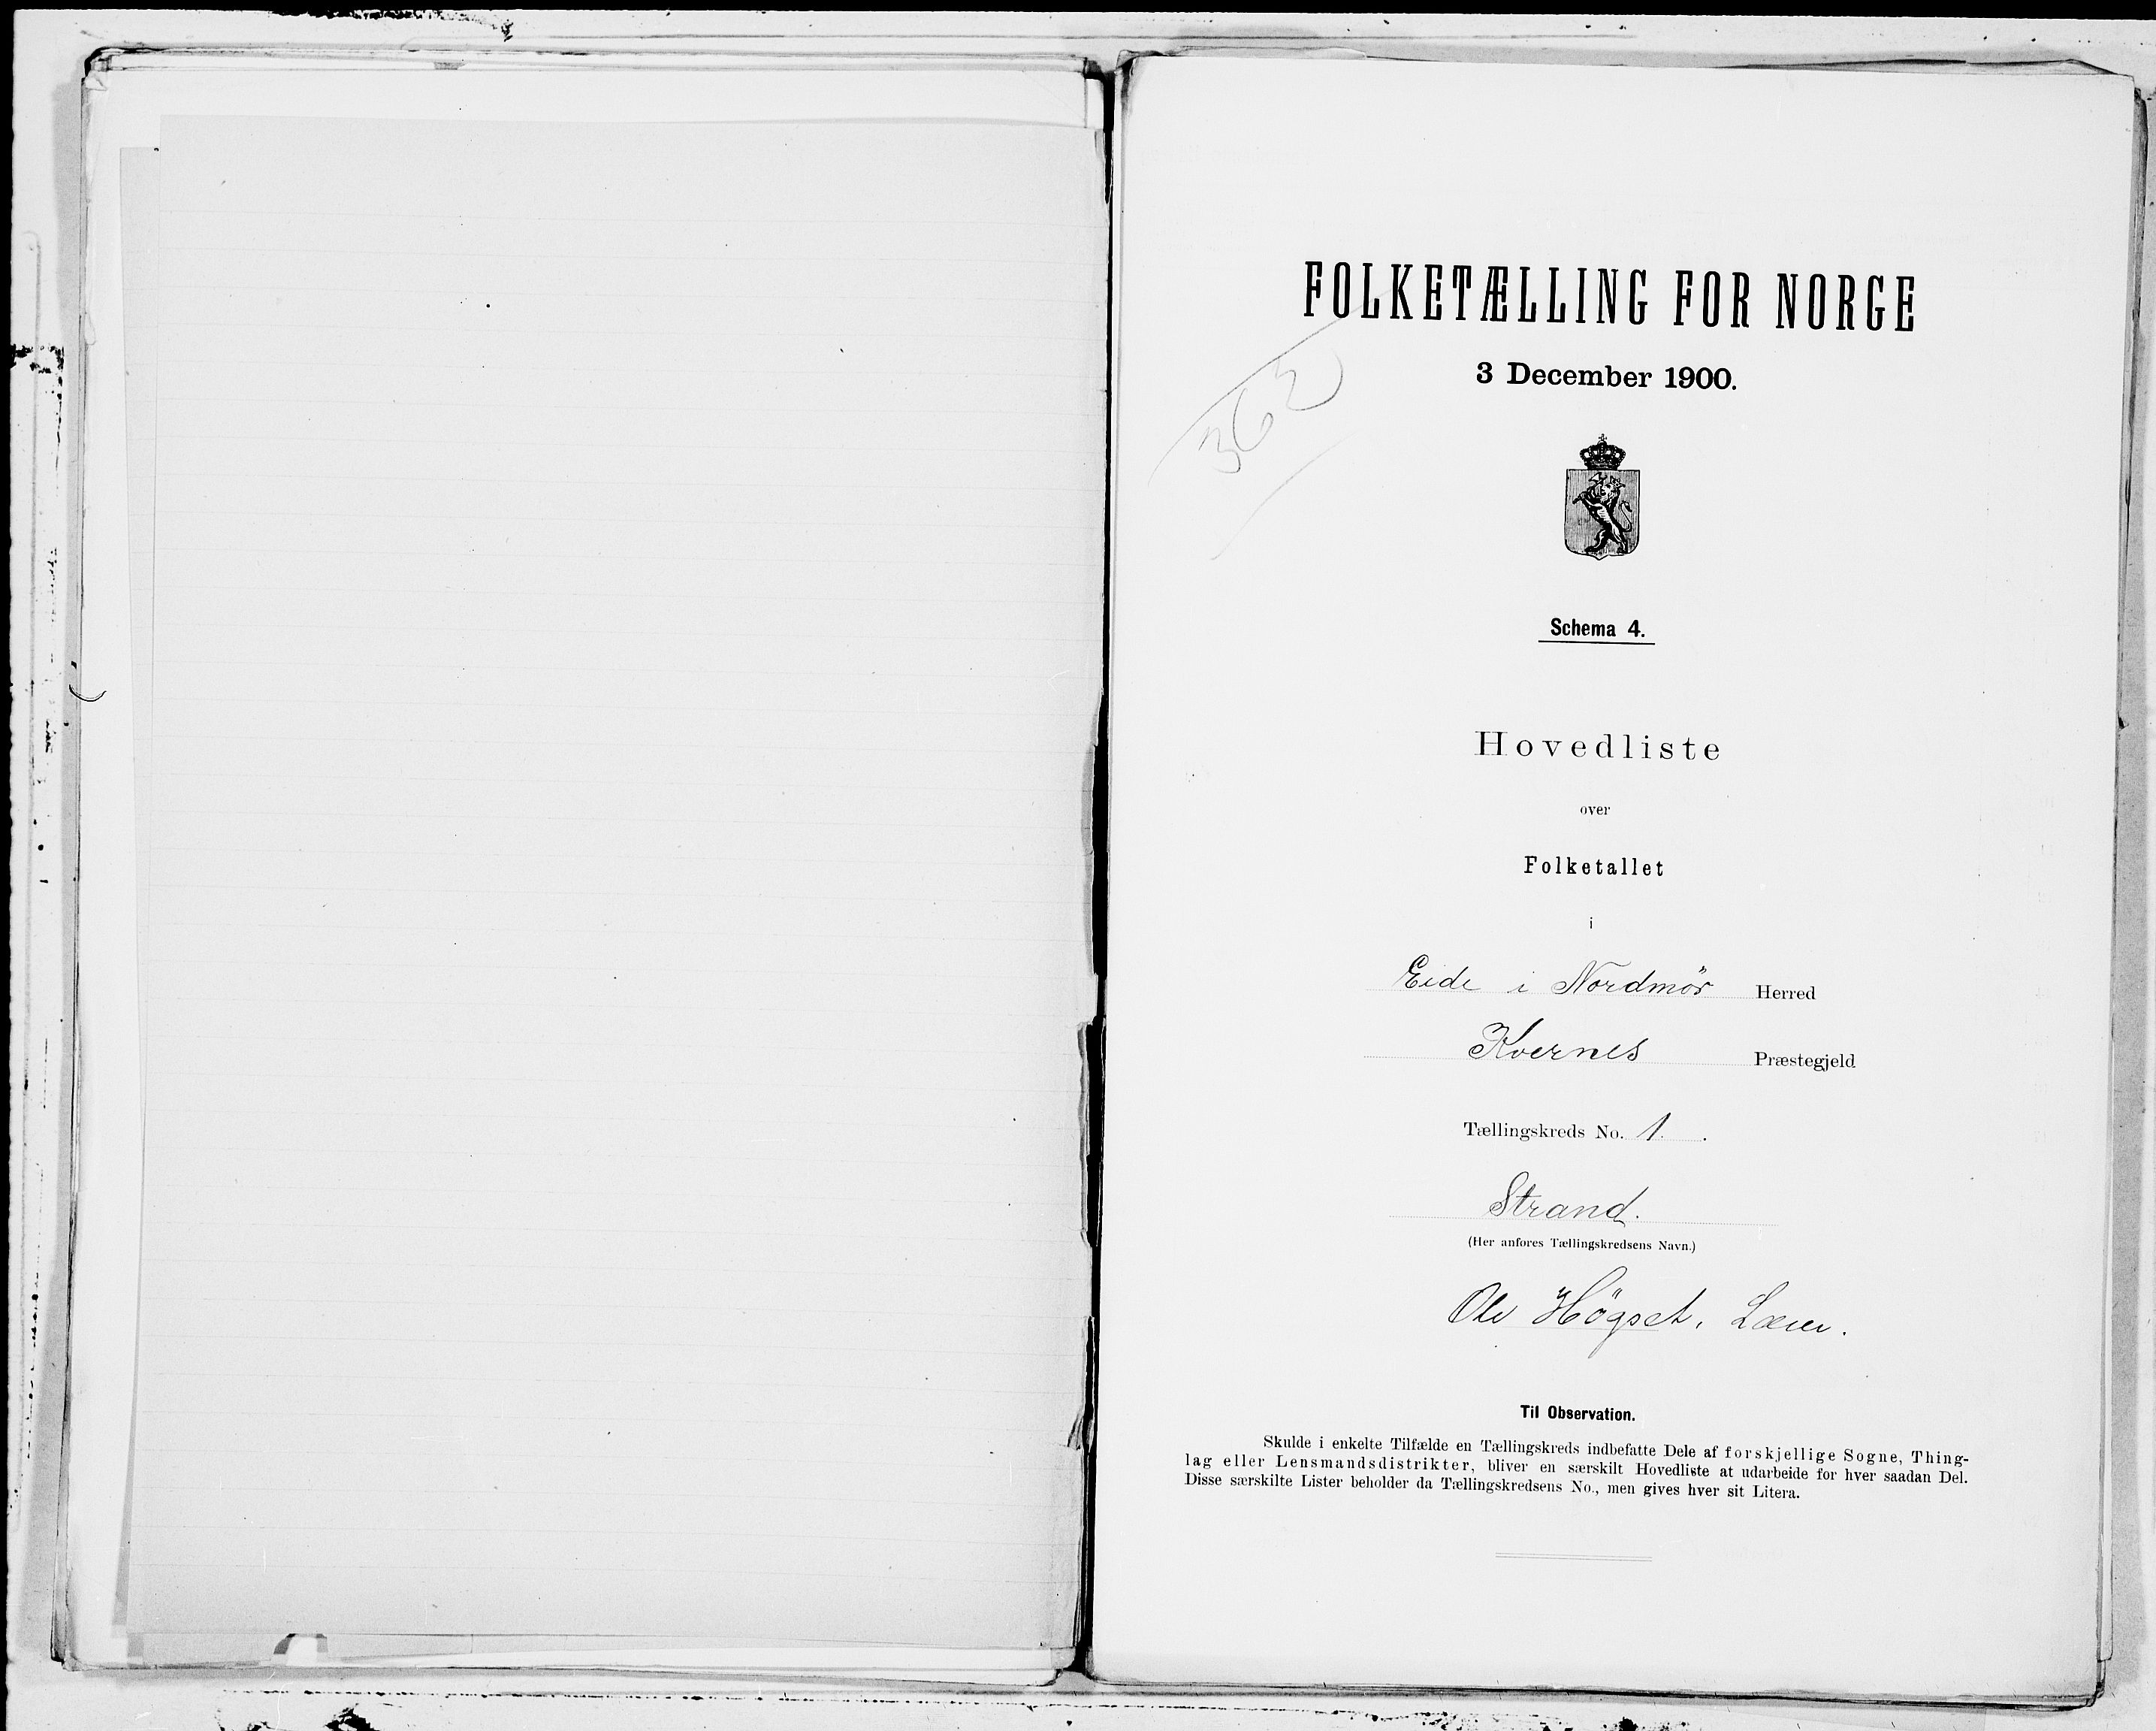 FOLKETÆLLING FOR NORGE
3 December 1900.
362
Schema 4.
Hovedliste
over
Folketallet
i
Eide i Nordmör Herred
Kvernes Præstegjeld
Tællingskreds No. 1.
Strand.
(Her anføres Tællingskredsens Navn.)
Ole Högset, Lærer.
Til Observation.
Skulde i enkelte Tilfælde en Tællingskreds indbefatte Dele af forskjellige Sogne, Thing-
lag eller Lensmandsdistrikter, bliver en særskilt Hovedliste at udarbeide for hver saadan Del.
Disse særskilte Lister beholder da Tællingskredsens No., men gives hver sit Litera.